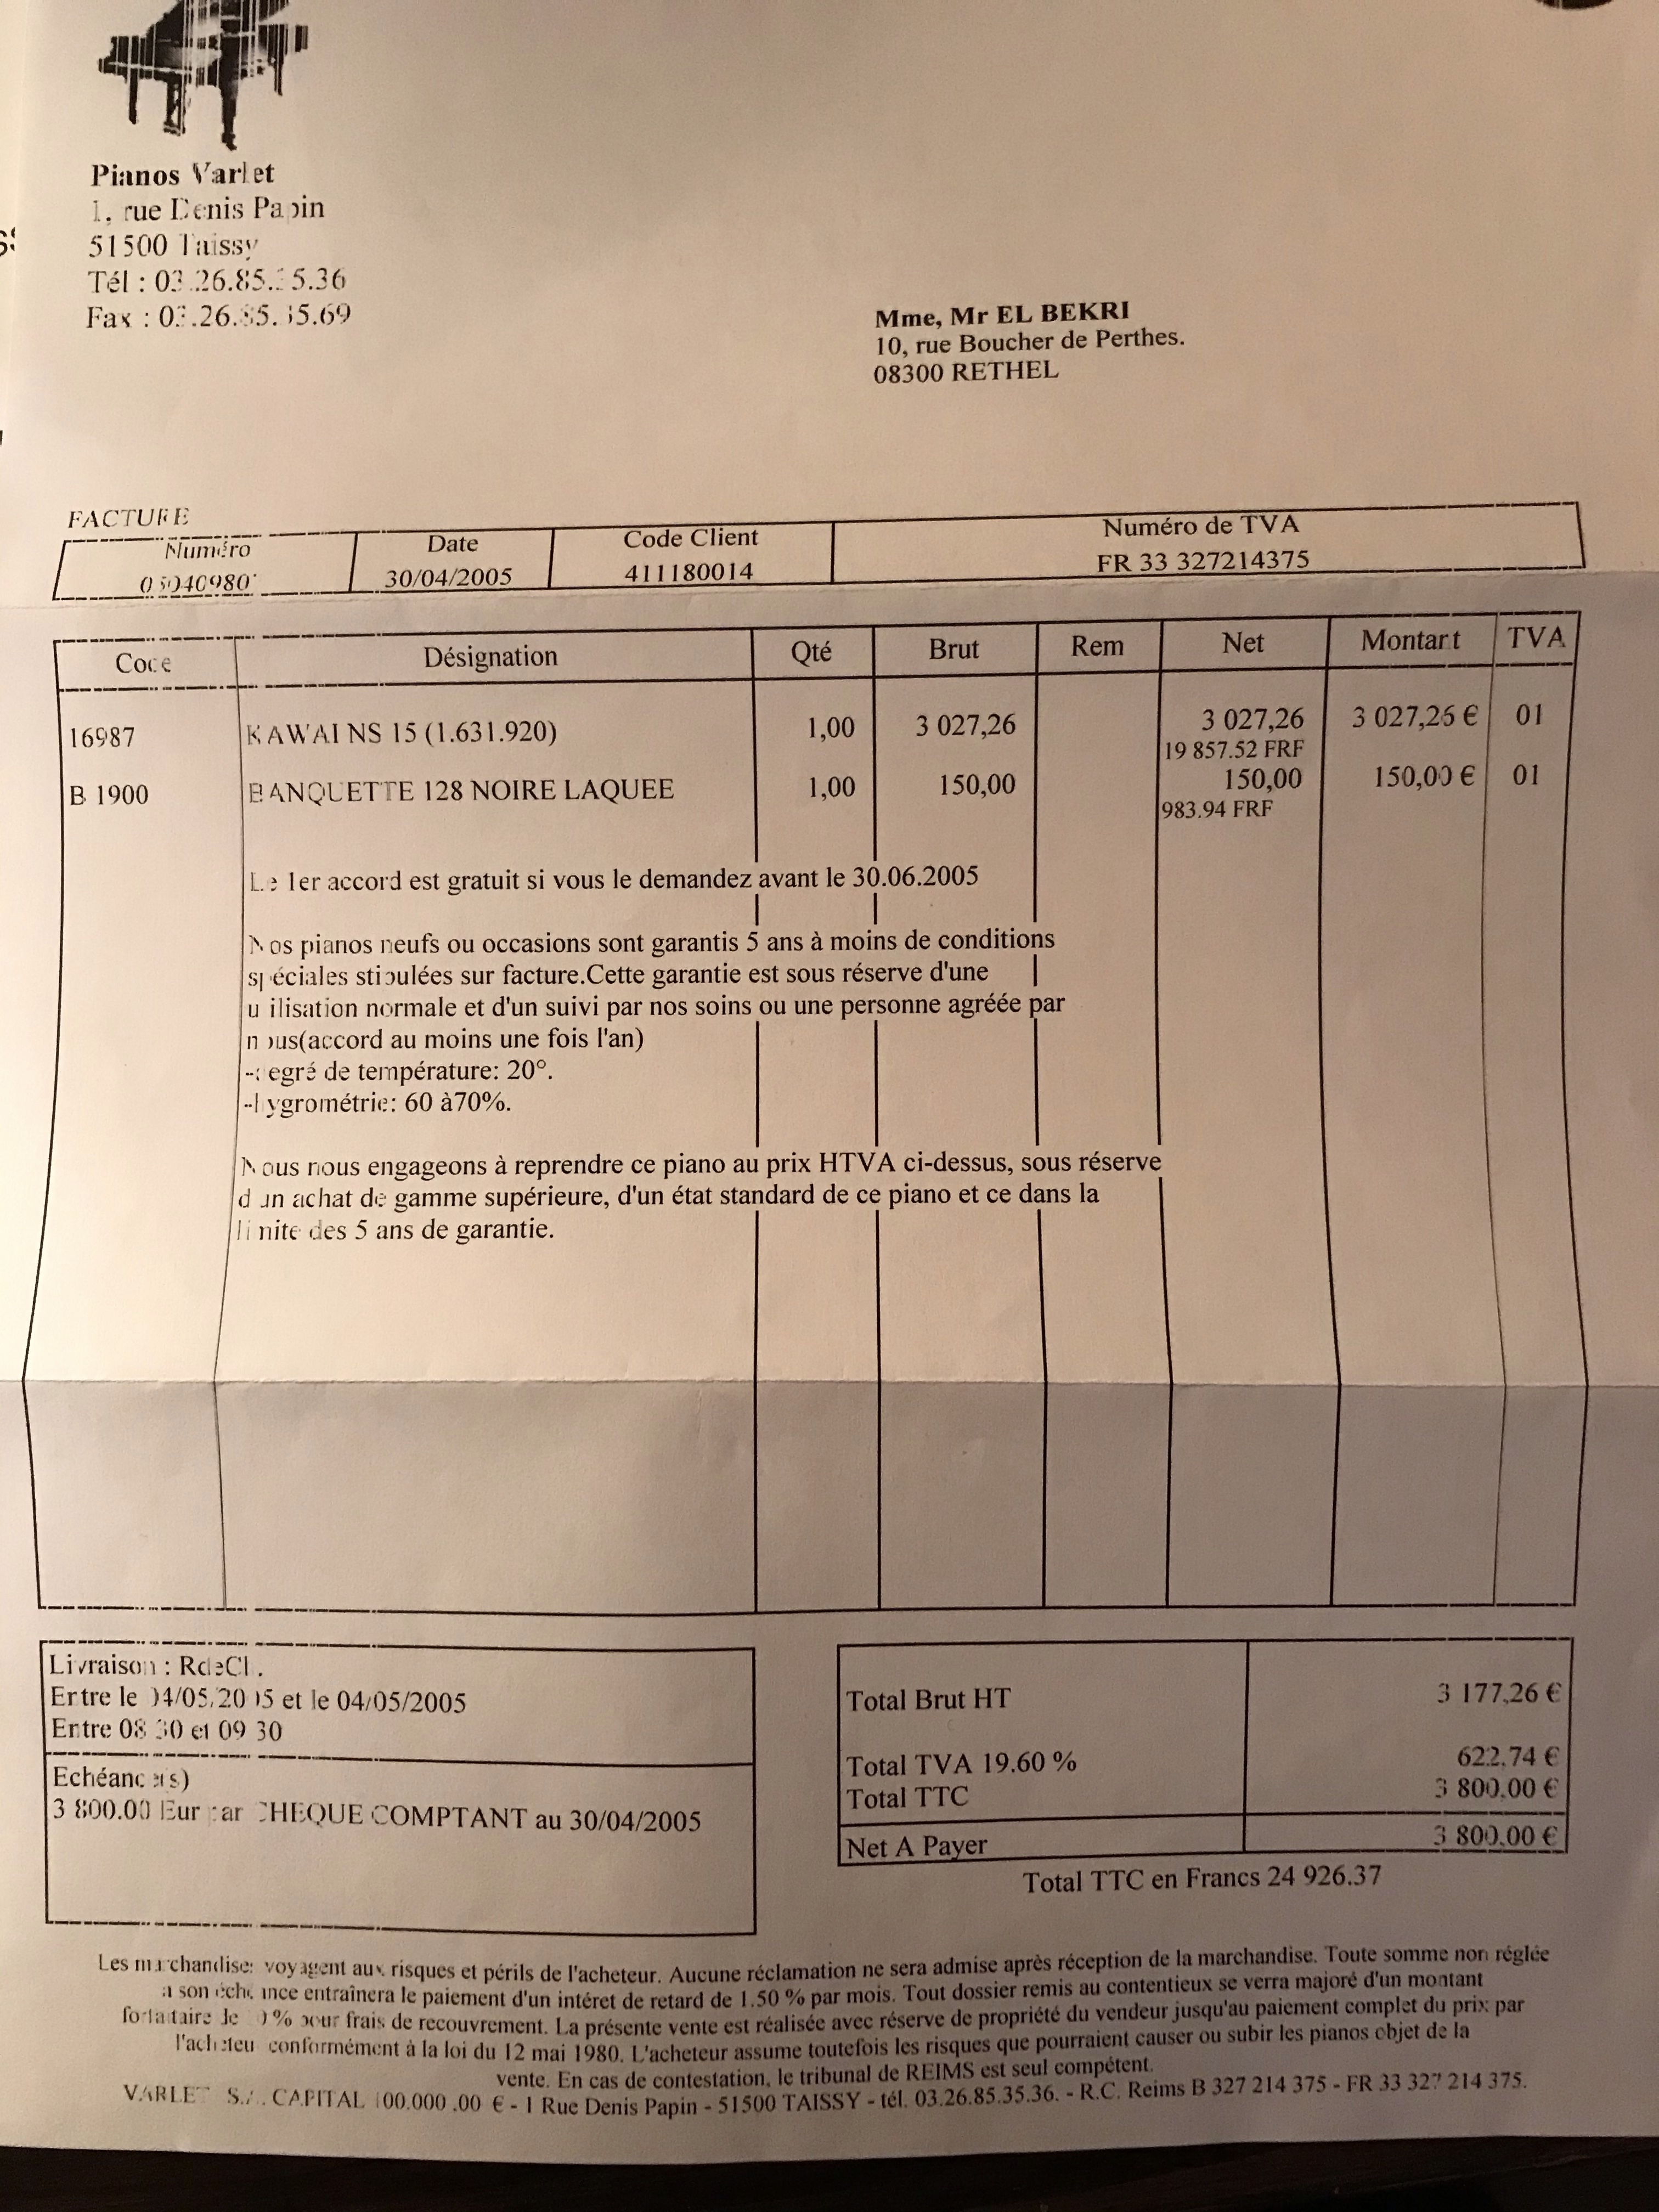 Pianos Varlet
1, rue Denis Papin
51500 Taissy
Tél : 03.26.85.35.36
Fax : 03.26.85.35.69
Mme, Mr EL BEKRI
10, rue Boucher de Perthes.
08300 RETHEL
FACTURE
Numéro Date Code Client Numéro de TVA
30/04/2005 411180014 FR 33 327214375
Code Désignation Qté Brut Rem Net Montant TVA
16987 KAWAI NS 15 (1.631.920) 1,00 3 027,26 3 027,26 3 027,26 € 01
19 857.52 FRF
B 1900 BANQUETTE 128 NOIRE LAQUEE 1,00 150,00 150,00 150,00 € 01
983.94 FRF
Le 1er accord est gratuit si vous le demandez avant le 30.06.2005
Nos pianos neufs ou occasions sont garantis 5 ans à moins de conditions
spéciales stipulées sur facture.Cette garantie est sous réserve d'une
utilisation normale et d'un suivi par nos soins ou une personne agréée par
nous(accord au moins une fois l'an)
-degré de température: 20°.
-hygrométrie: 60 à70%.
Nous nous engageons à reprendre ce piano au prix HTVA ci-dessus, sous réserve
d'un achat de gamme supérieure, d'un état standard de ce piano et ce dans la
limite des 5 ans de garantie.
Livraison : RdeCh.
Entre le 04/05/2005 et le 04/05/2005
Entre 08 30 et 09 30
Echéance(s)
3 800.00 Eur par CHEQUE COMPTANT au 30/04/2005
Total Brut HT 3 177,26 €
Total TVA 19.60 % 622.74 €
Total TTC 3 800.00 €
Net A Payer 3 800.00 €
Total TTC en Francs 24 926.37
Les marchandises voyagent aux risques et périls de l'acheteur. Aucune réclamation ne sera admise après réception de la marchandise. Toute somme non réglée
a son échéance entraînera le paiement d'un intéret de retard de 1.50 % par mois. Tout dossier remis au contentieux se verra majoré d'un montant
forfaitaire de % pour frais de recouvrement. La présente vente est réalisée avec réserve de propriété du vendeur jusqu'au paiement complet du prix par
l'acheteur conformément à la loi du 12 mai 1980. L'acheteur assume toutefois les risques que pourraient causer ou subir les pianos objet de la
vente. En cas de contestation, le tribunal de REIMS est seul compétent.
VARLET S.A. CAPITAL 100.000 .00 € - 1 Rue Denis Papin - 51500 TAISSY - tél. 03.26.85.35.36. - R.C. Reims B 327 214 375 - FR 33 327 214 375.